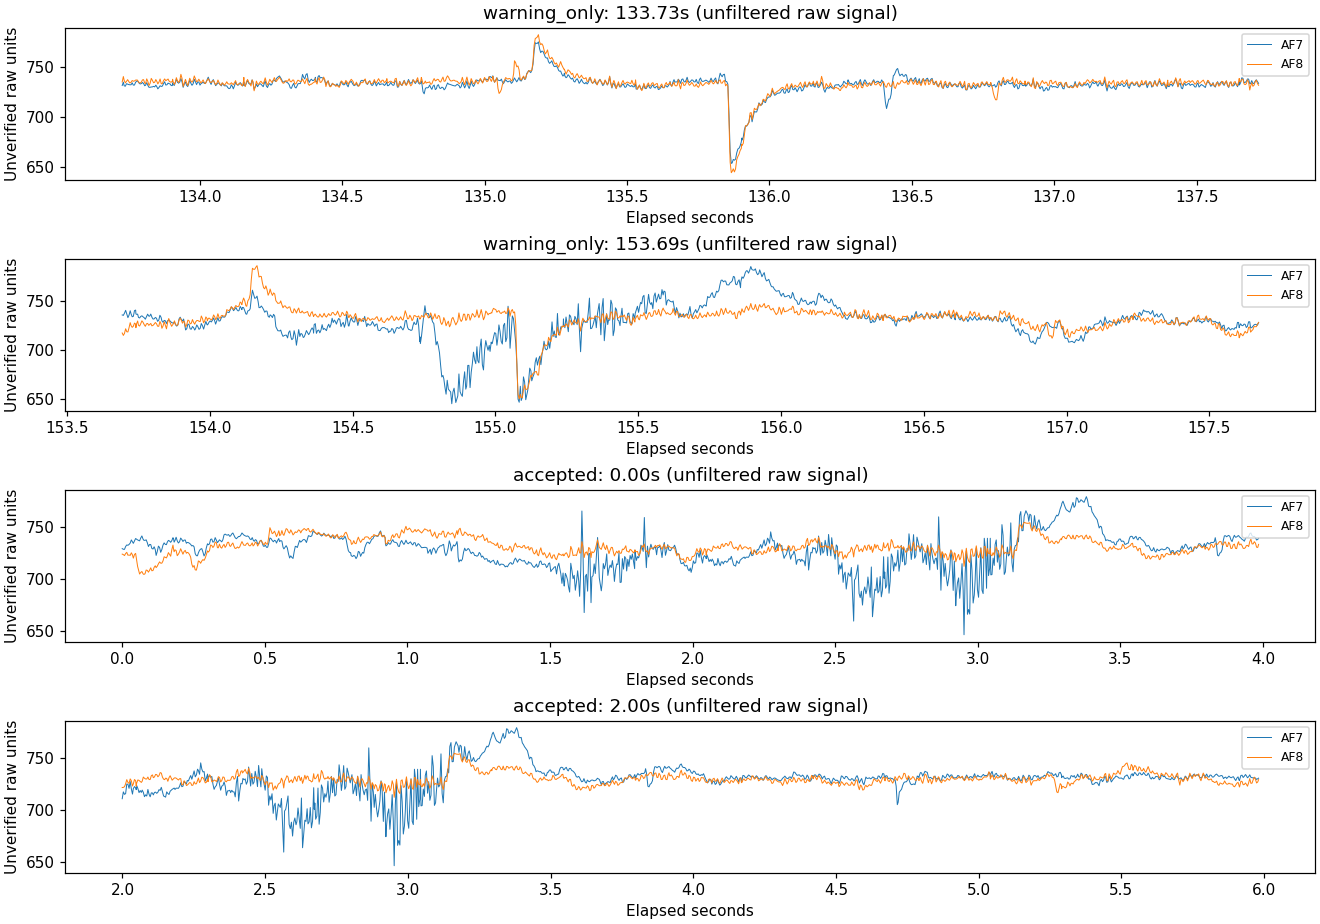 warning_only: 133.73s (unfiltered raw signal)
Unverified raw units
750
700
650
AF7
AF8
134.0 134.5 135.0 135.5 136.0 136.5 137.0 137.5
Elapsed seconds
warning_only: 153.69s (unfiltered raw signal)
Unverified raw units
750
700
650
AF7
AF8
153.5 154.0 154.5 155.0 155.5 156.0 156.5 157.0 157.5
Elapsed seconds
accepted: 0.00s (unfiltered raw signal)
Unverified raw units
750
700
650
AF7
AF8
0.0 0.5 1.0 1.5 2.0 2.5 3.0 3.5 4.0
Elapsed seconds
accepted: 2.00s (unfiltered raw signal)
Unverified raw units
750
700
650
AF7
AF8
2.0 2.5 3.0 3.5 4.0 4.5 5.0 5.5 6.0
Elapsed seconds